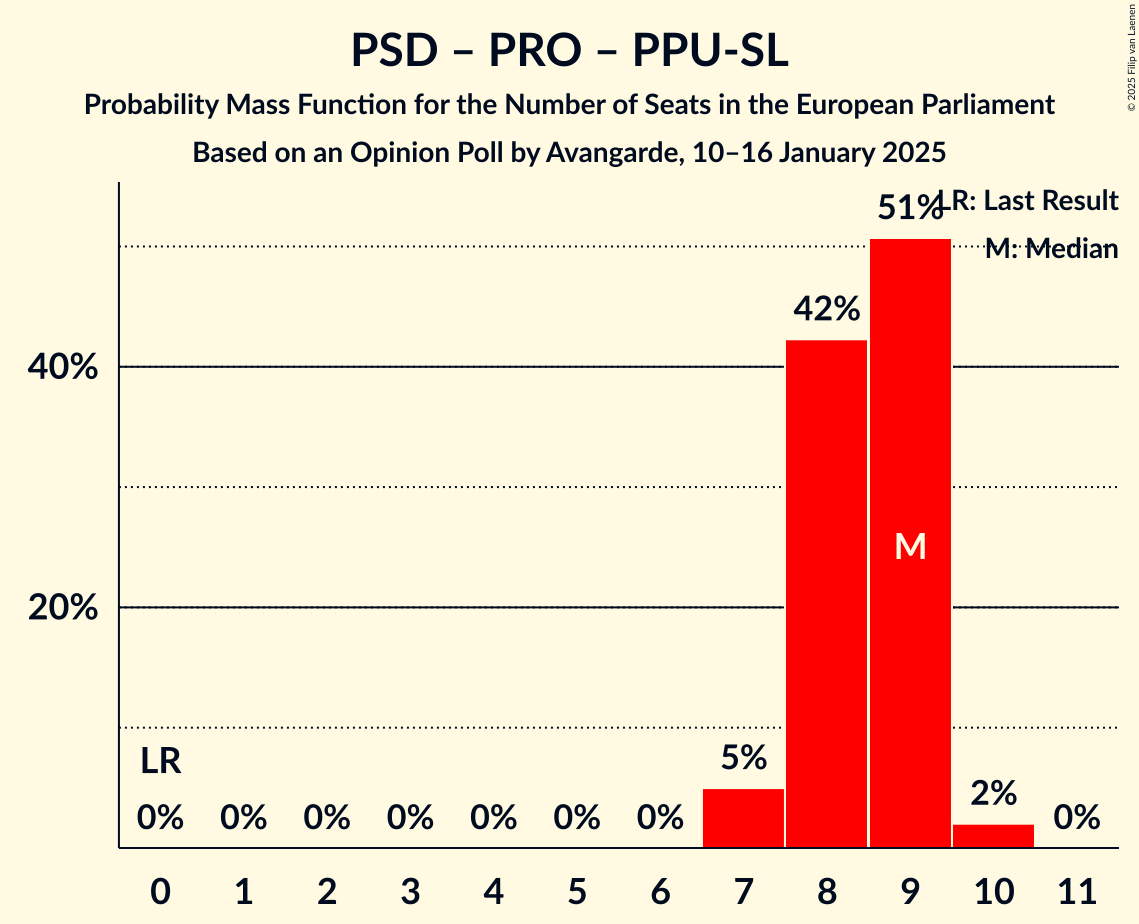 PSD – PRO – PPU-SL
Probability Mass Function for the Number of Seats in the European Parliament
Based on an Opinion Poll by Avangarde, 10–16 January 2025
© 2025 Filip van Laenen
LR: Last Result
M: Median
51%
42%
40%
M
20%
LR
5%
2%
0% 0% 0% 0% 0% 0% 0% 0%
0 1 2 3 4 5 6 7 8 9 10 11